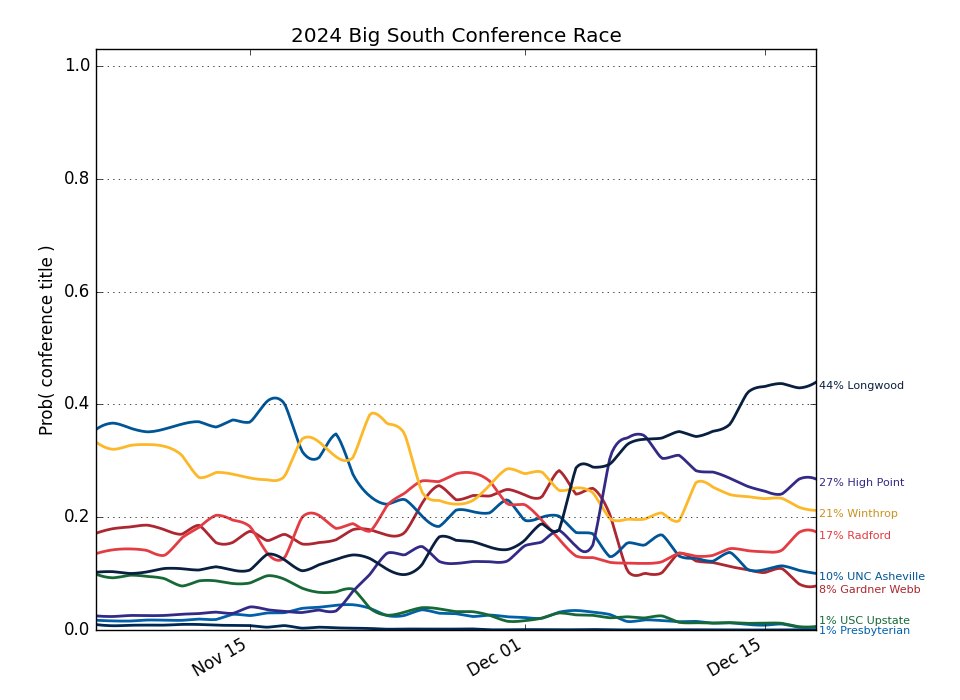 2024 Big South Conference Race
Prob( conference title )
1.0
0.8
0.6
0.4
0.2
0.0
Nov 15
Dec 01
Dec 15
44% Longwood
27% High Point
21% Winthrop
17% Radford
10% UNC Asheville
8% Gardner Webb
1% USC Upstate
1% Presbyterian